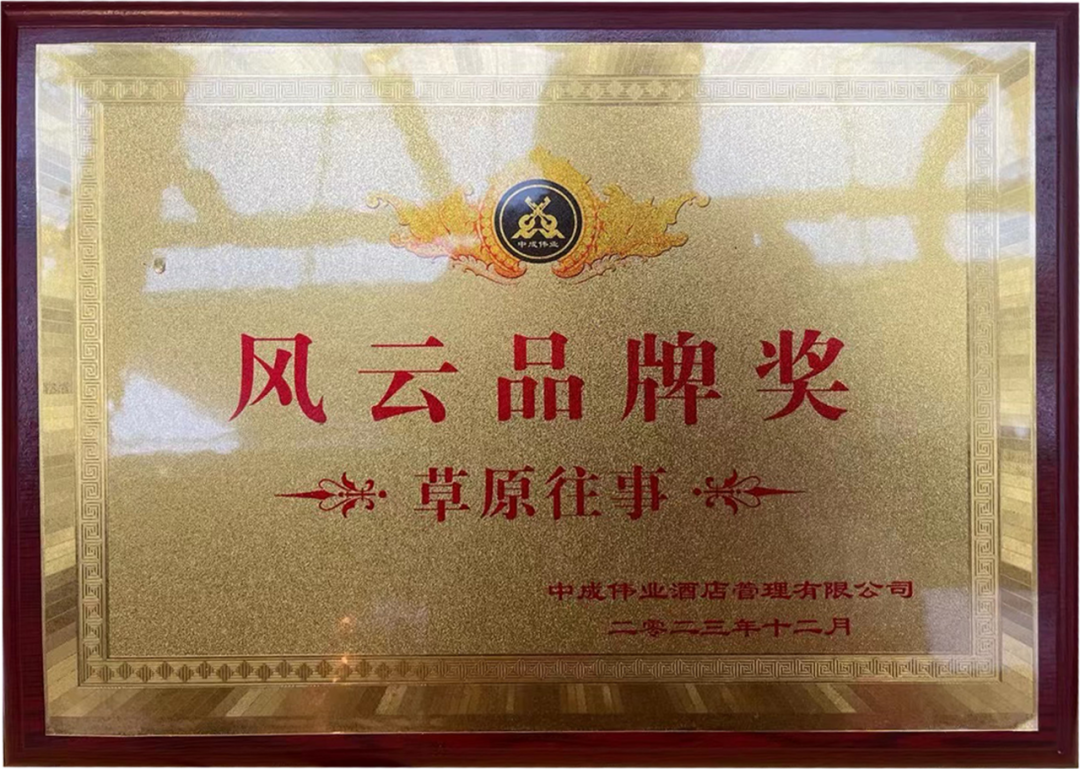 中成伟业
风云品牌奖
草原往事
中成伟业酒店管理有限公司
二零二三年十二月